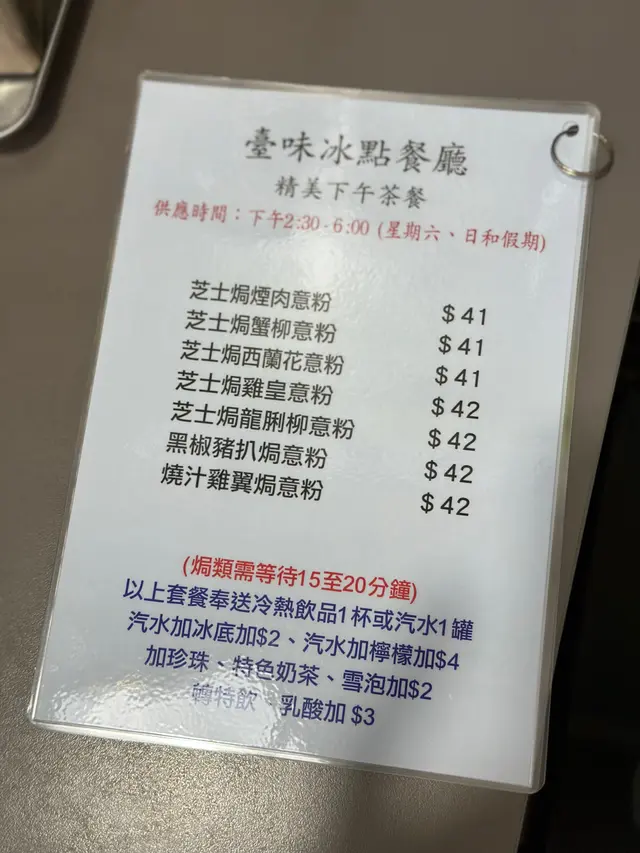 臺味冰點餐廳
精美下午茶餐
供應時間：下午2:30-6:00 (星期六、日和假期)
芝士焗煙肉意粉 $41
芝士焗蟹柳意粉 $41
芝士焗西蘭花意粉 $41
芝士焗雞皇意粉 $42
芝士焗龍脷柳意粉 $42
黑椒豬扒焗意粉 $42
燒汁雞翼焗意粉 $42
(焗類需等待15至20分鐘)
以上套餐奉送冷熱飲品1杯或汽水1罐
汽水加冰底加$2、汽水加檸檬加$4
加珍珠、特色奶茶、雪泡加$2
轉特飲、乳酸加 $3